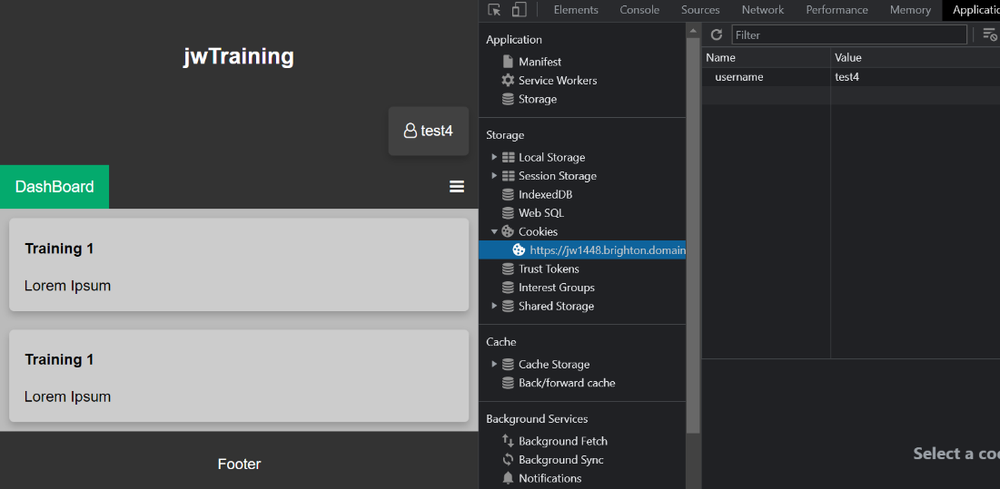 jwTraining
test4
DashBoard
Training 1
Lorem Ipsum
Training 1
Lorem Ipsum
Footer
Elements Console Sources Network Performance Memory Applicatio
Application
Manifest
Service Workers
Storage
Storage
Local Storage
Session Storage
IndexedDB
Web SQL
Cookies
https://jw1448.brighton.domain
Trust Tokens
Interest Groups
Shared Storage
Cache
Cache Storage
Back/forward cache
Background Services
Background Fetch
Background Sync
Notifications
Filter
Name Value
username test4
Select a coo